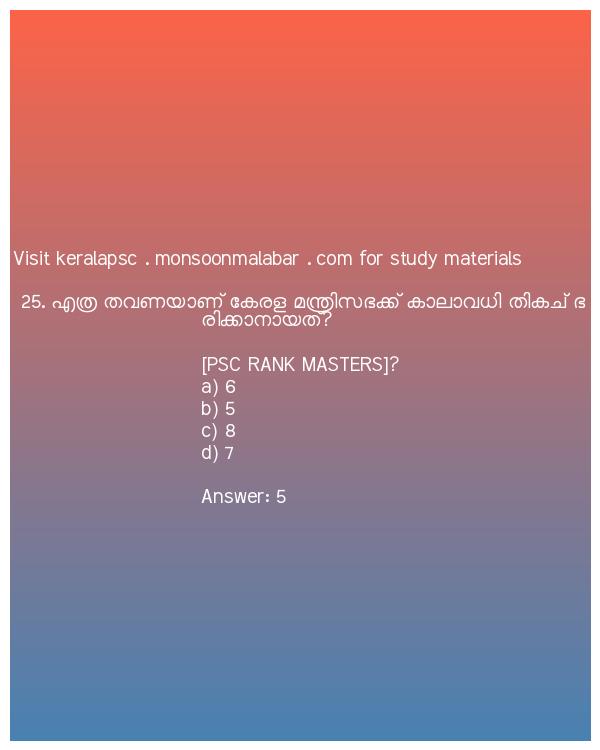 Visit keralapsc . monsoonmalabar . com for study materials
25. എത്ര തവണയാണ് കേരള മന്ത്രിസഭക്ക് കാലാവധി തികച് ഭ
രിക്കാനായത്?
[PSC RANK MASTERS]?
a) 6
b) 5
c) 8
d) 7
Answer: 5